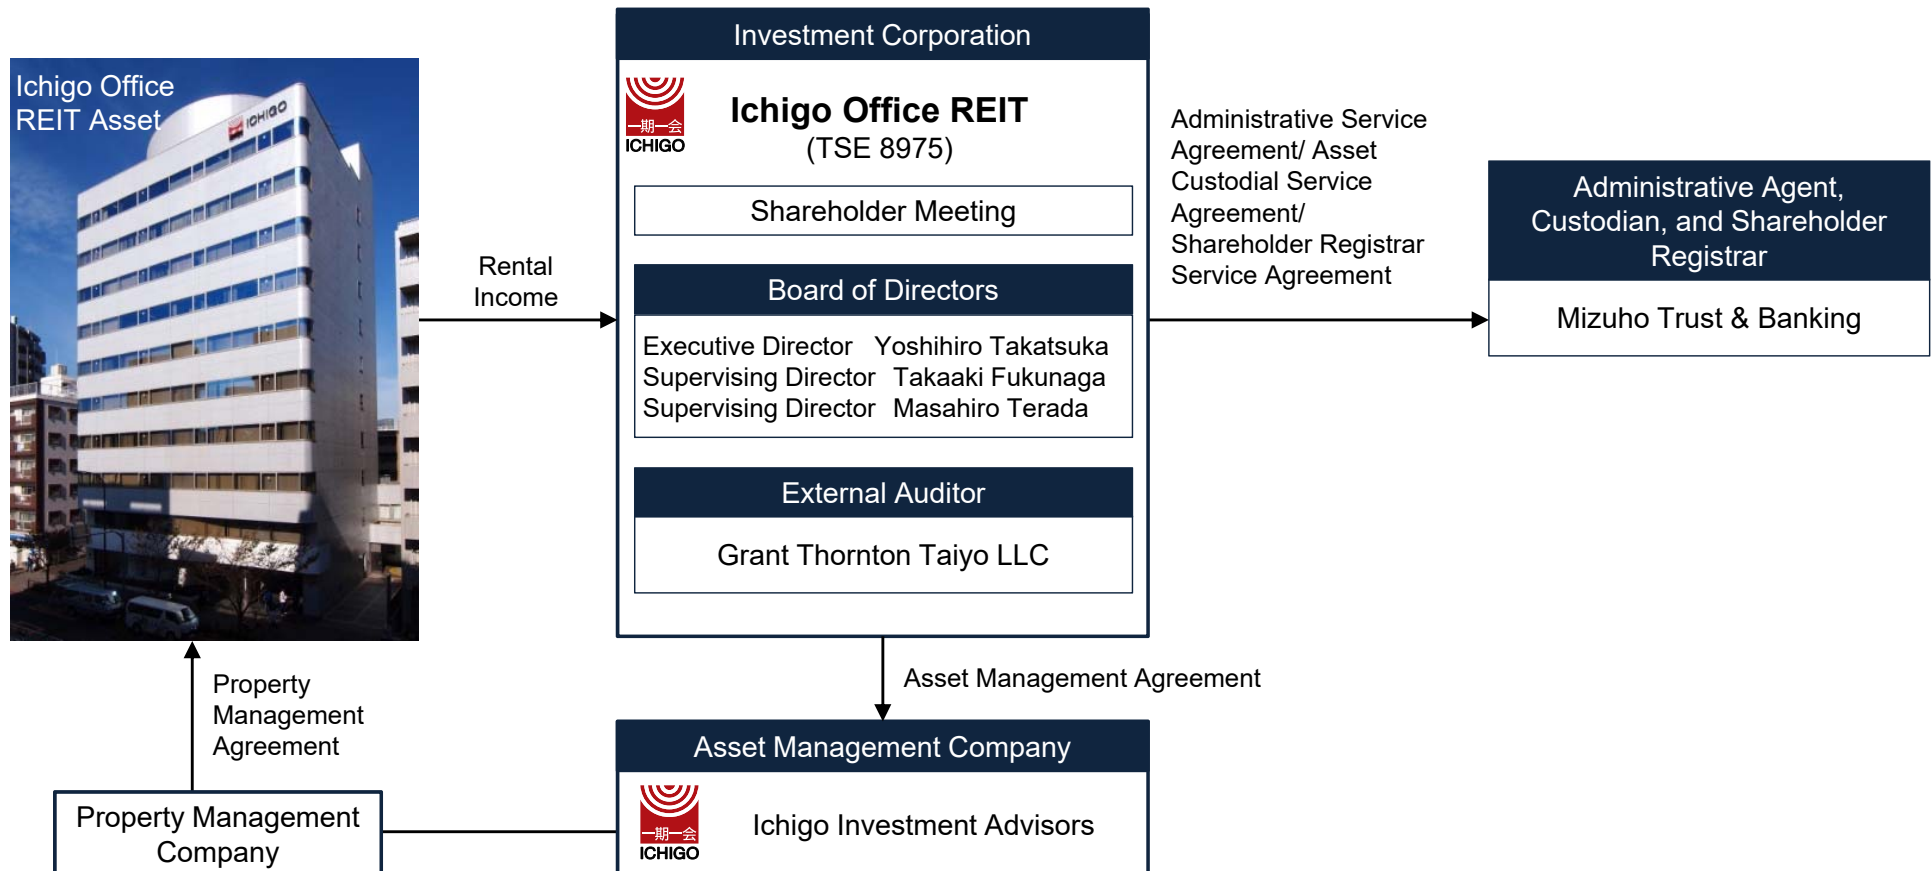 Ichigo Office
REIT Asset
ICHIGO
Rental
Income
Property
Management
Agreement
Property Management
Company
Investment Corporation
一期一会
ICHIGO
Ichigo Office REIT
(TSE 8975)
Shareholder Meeting
Board of Directors
Executive Director Yoshihiro Takatsuka
Supervising Director Takaaki Fukunaga
Supervising Director Masahiro Terada
External Auditor
Grant Thornton Taiyo LLC
Asset Management Agreement
Asset Management Company
一期一会
ICHIGO
Ichigo Investment Advisors
Administrative Service
Agreement/ Asset
Custodial Service
Agreement/
Shareholder Registrar
Service Agreement
Administrative Agent,
Custodian, and Shareholder
Registrar
Mizuho Trust & Banking